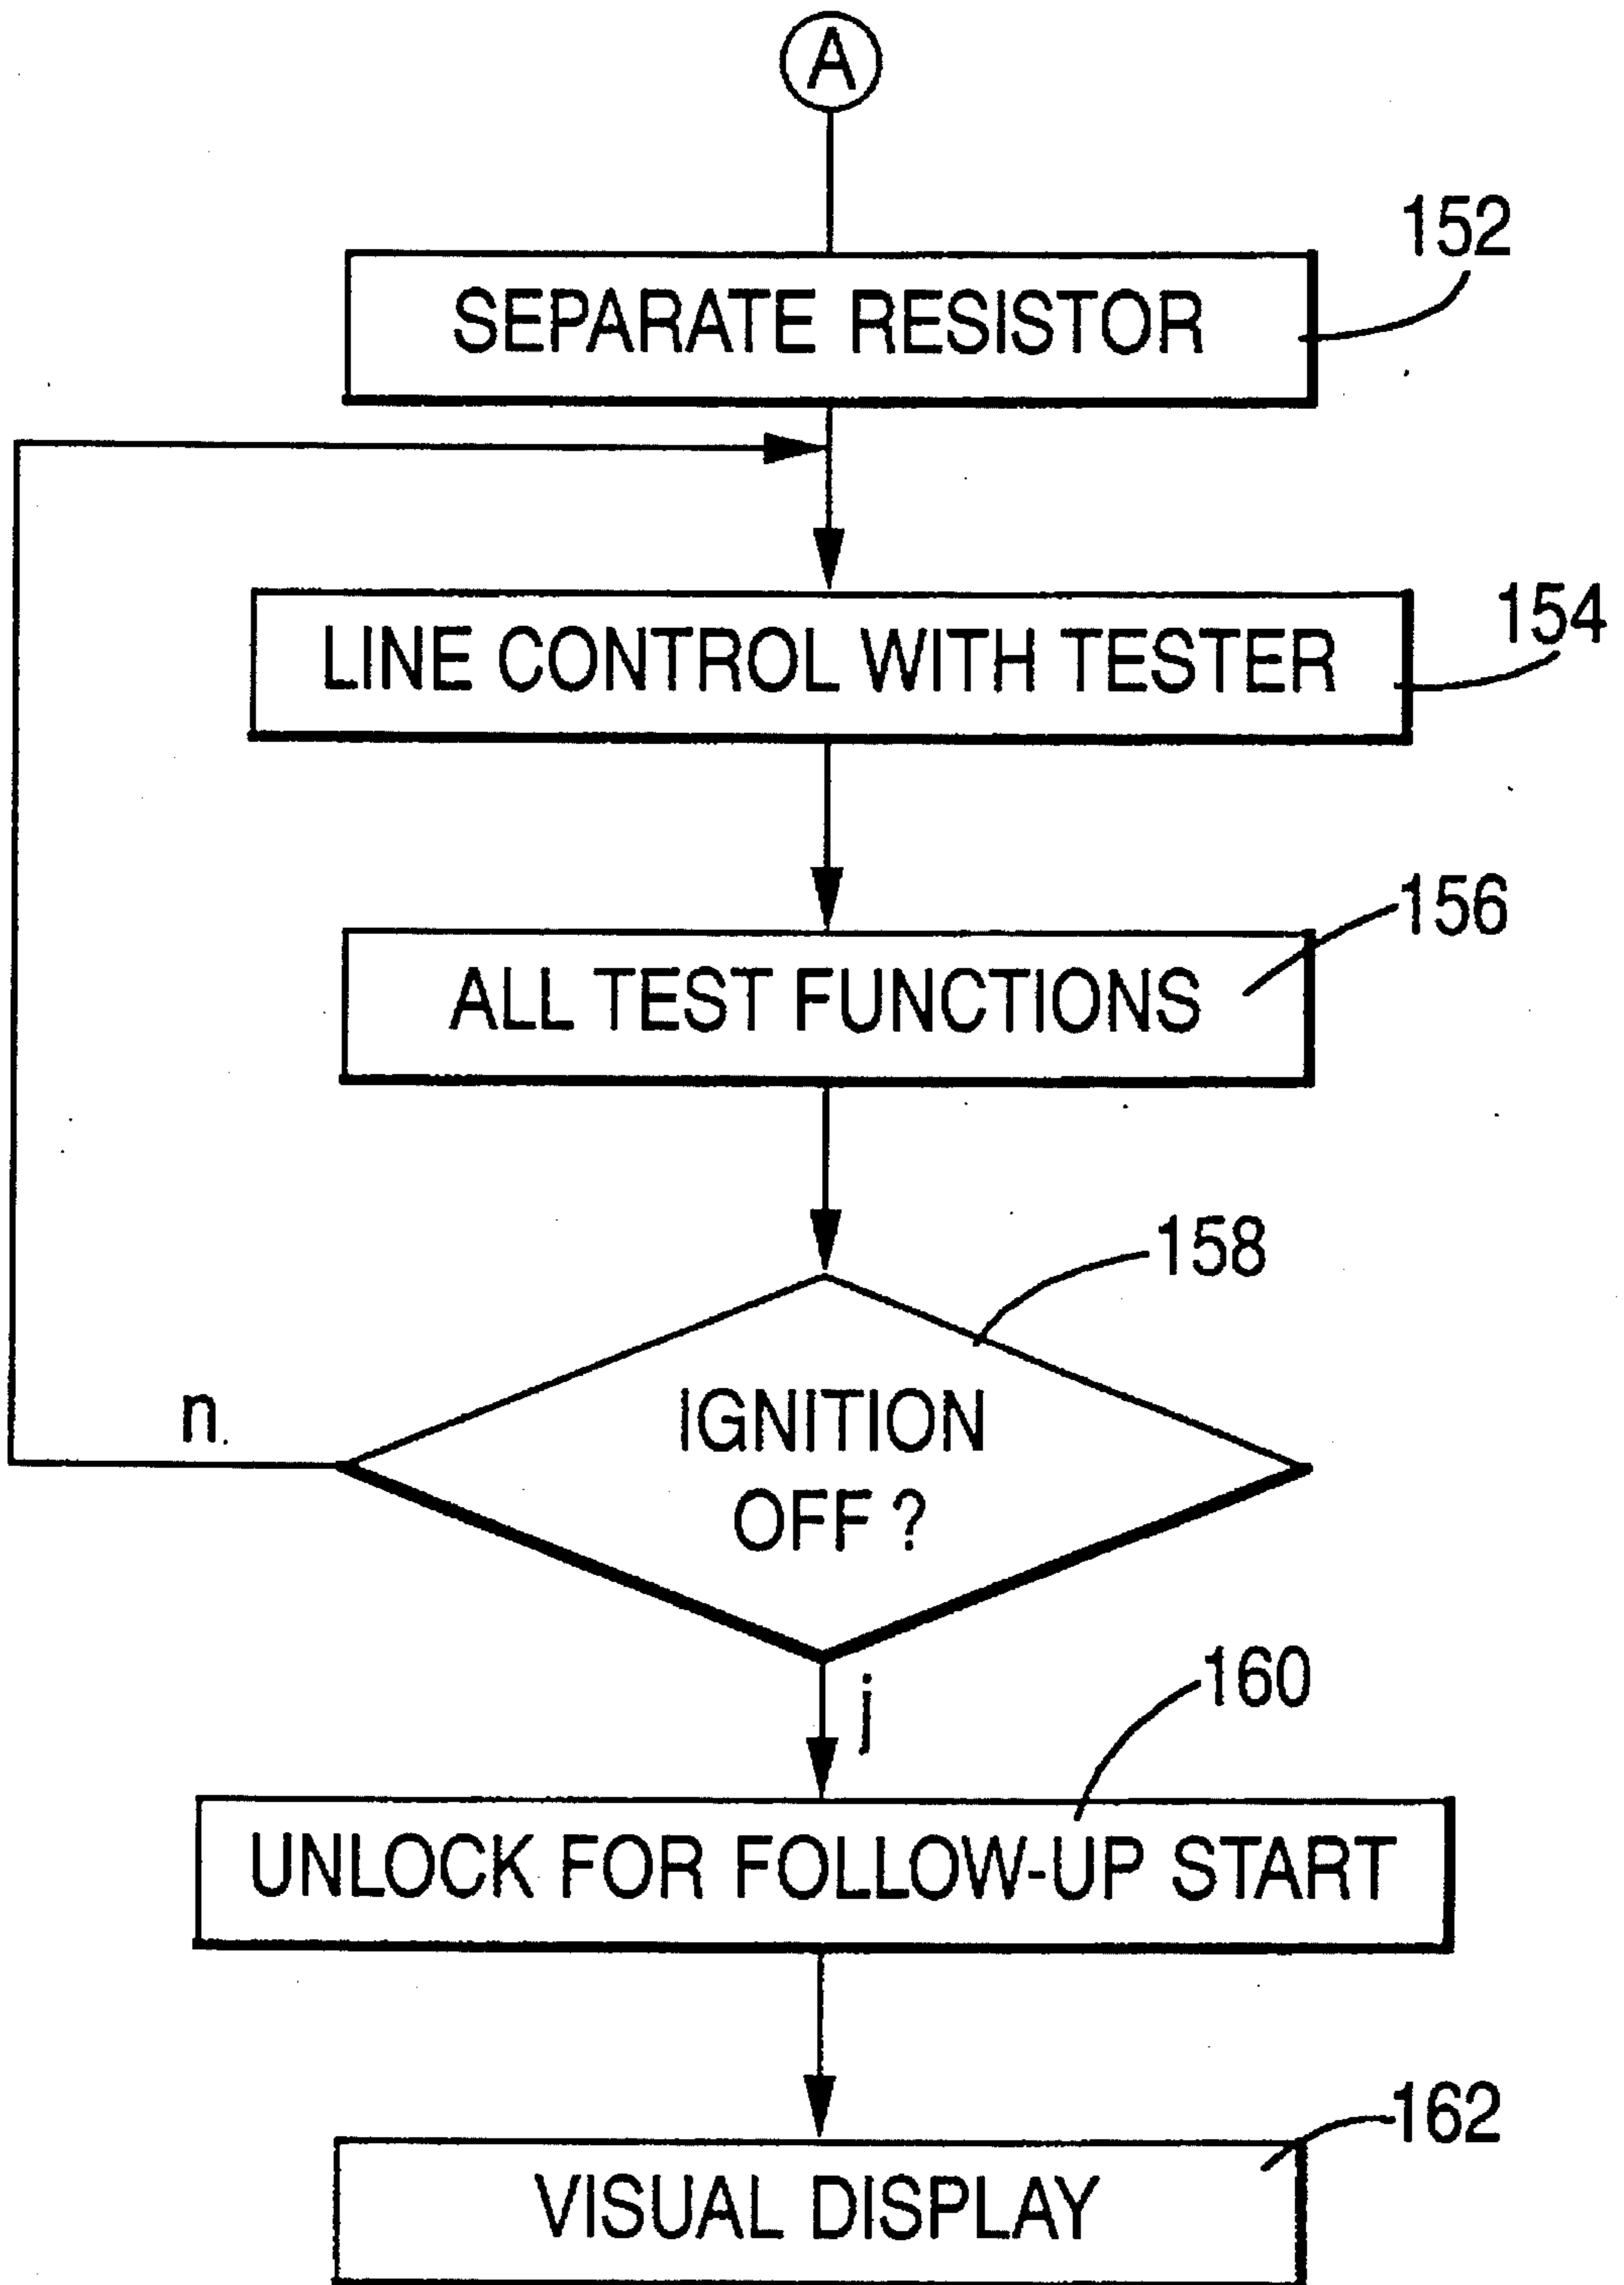 A
152
SEPARATE RESISTOR
154
LINE CONTROL WITH TESTER
156
ALL TEST FUNCTIONS
158
n
IGNITION
OFF ?
j
160
UNLOCK FOR FOLLOW-UP START
162
VISUAL DISPLAY